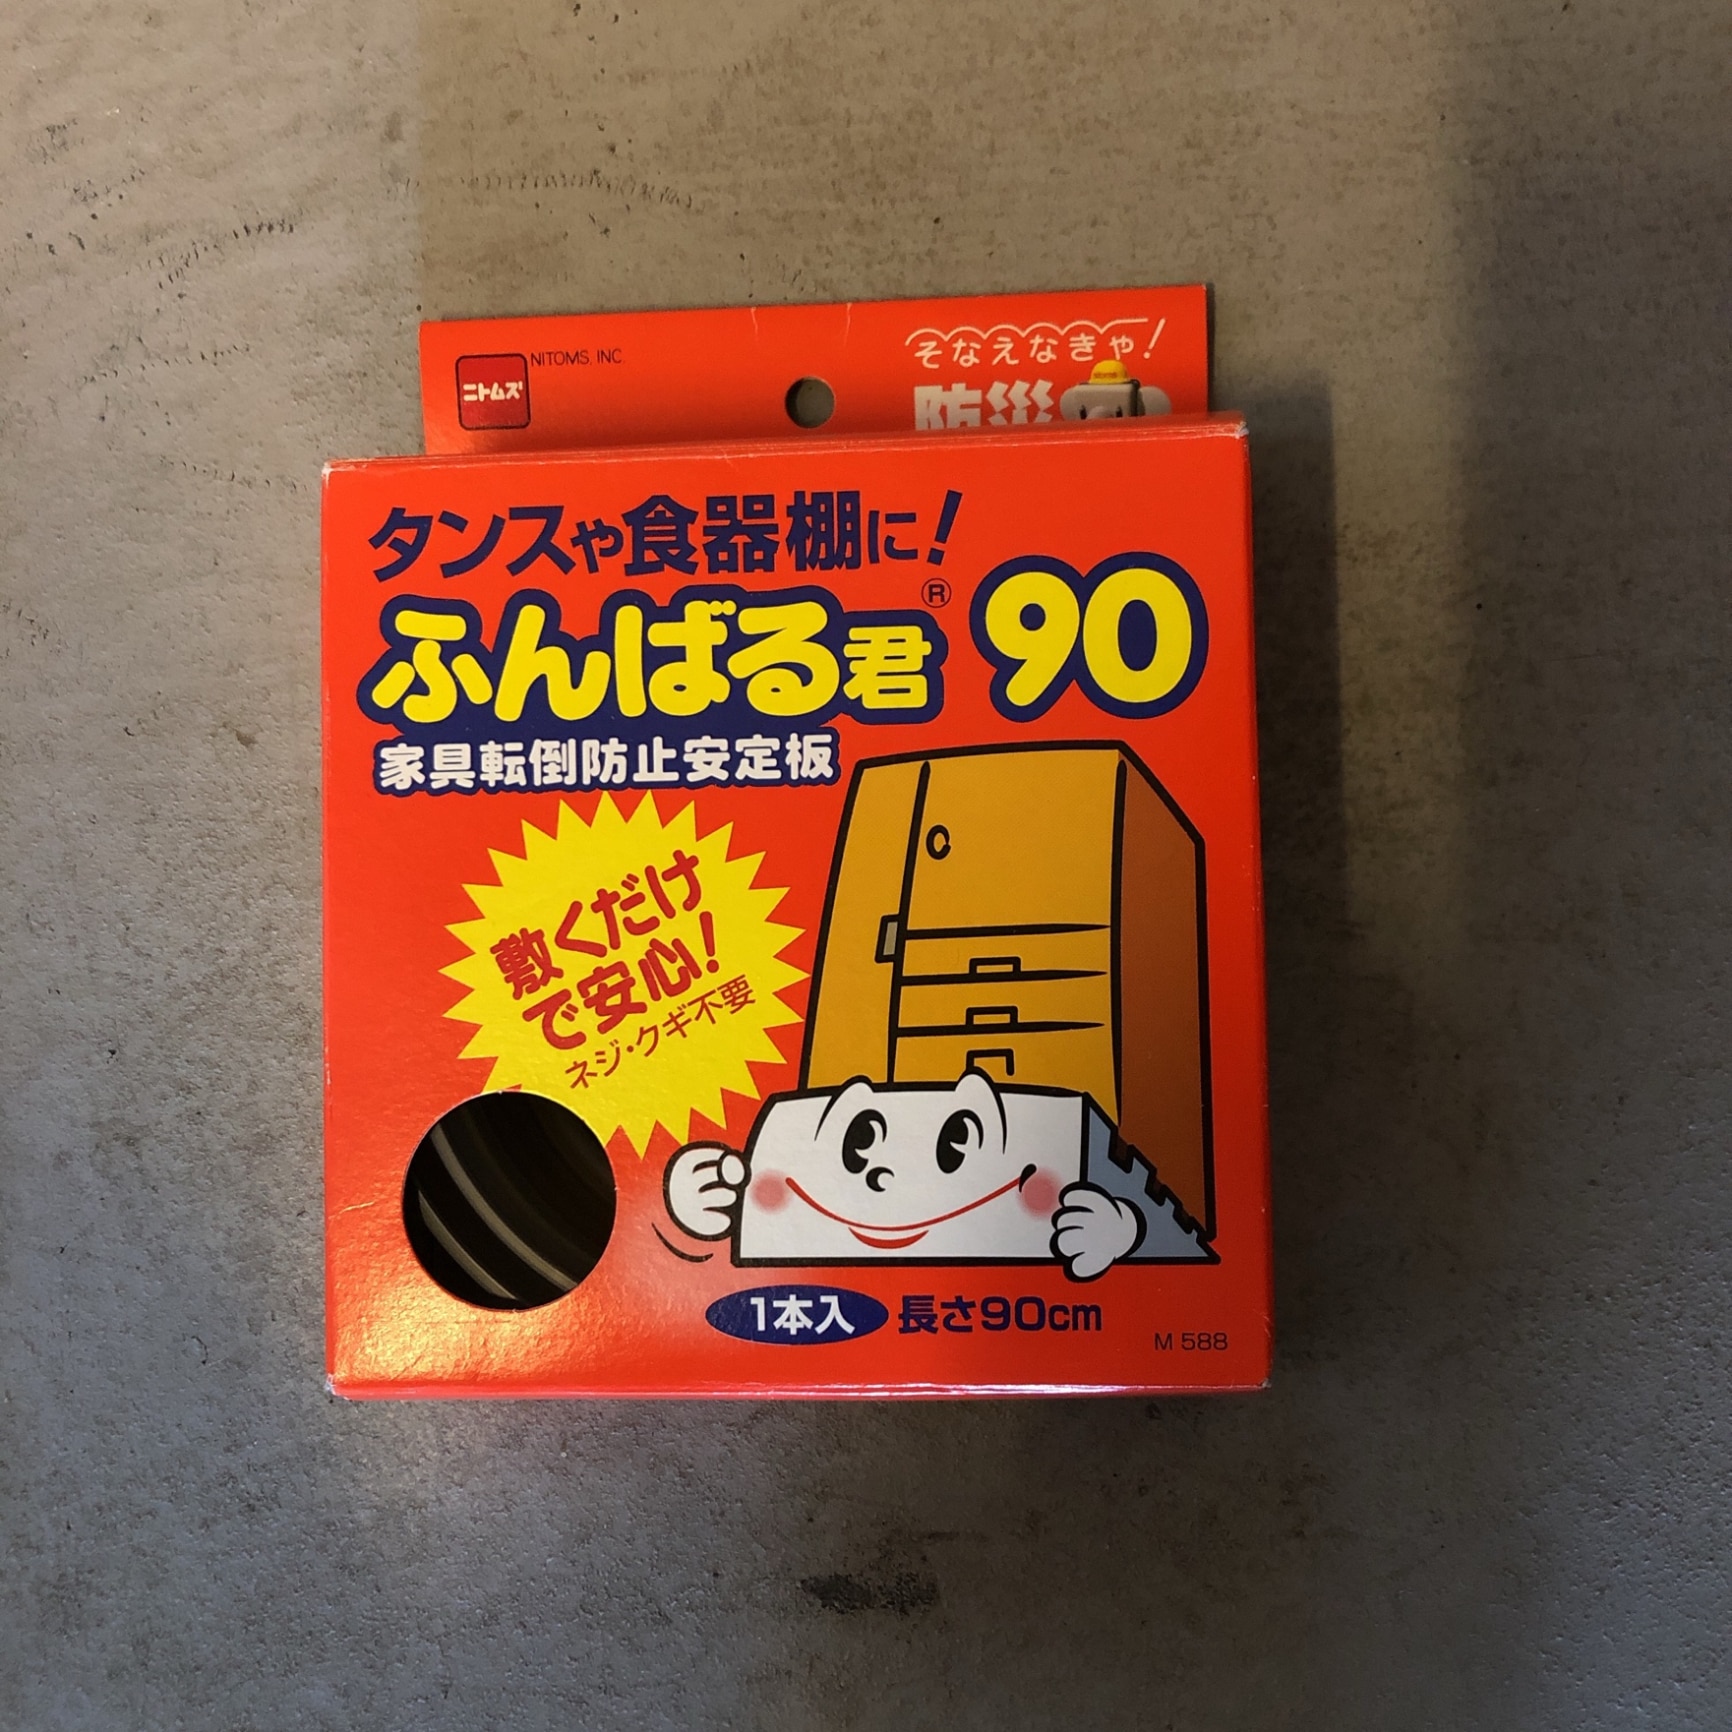 ニトムズ
NITOMS, INC.
そなえなきゃ!
防災
タンスや食器棚に!
ふんばる君® 90
家具転倒防止安定板
敷くだけ
で安心!
ネジ・クギ不要
1本入 長さ90cm
M 588